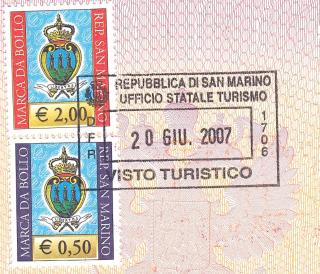 MARCA DA BOLLO
REP. SAN MARINO
€ 2,00
MARCA DA BOLLO
REP. SAN MARINO
€ 0,50
REPUBBLICA DI SAN MARINO
UFFICIO STATALE TURISMO
20 GIU. 2007
1706
VISTO TURISTICO